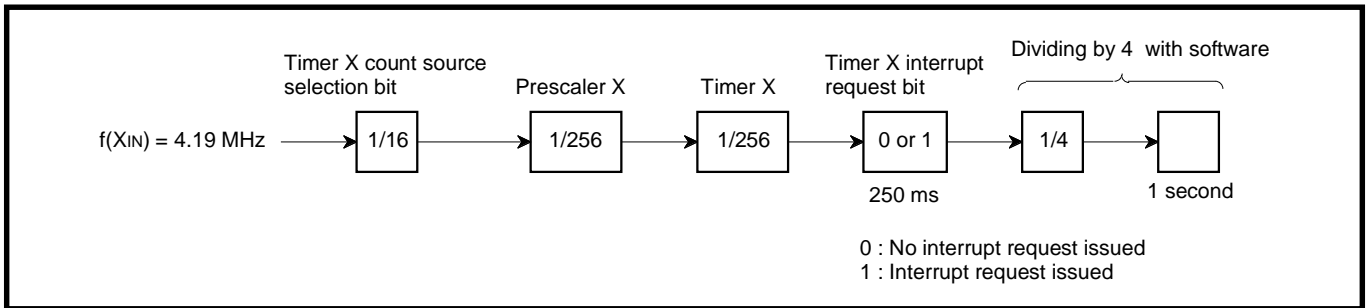 Dividing by 4 with software
Timer X count source
selection bit
Prescaler X
Timer X
Timer X interrupt
request bit
f(XIN) = 4.19 MHz
1/16
1/256
1/256
0 or 1
1/4
250 ms
1 second
0 : No interrupt request issued
1 : Interrupt request issued